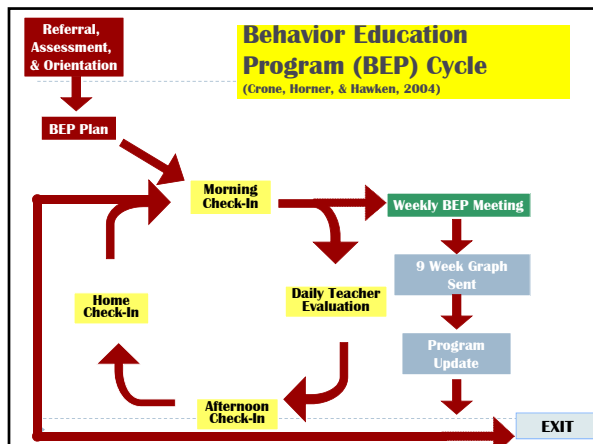 Referral,
Assessment,
& Orientation
Behavior Education
Program (BEP) Cycle
(Crone, Horner, & Hawken, 2004)
BEP Plan
Morning
Check-In
Weekly BEP Meeting
9 Week Graph
Sent
Daily Teacher
Evaluation
Home
Check-In
Program
Update
Afternoon
Check-In
EXIT